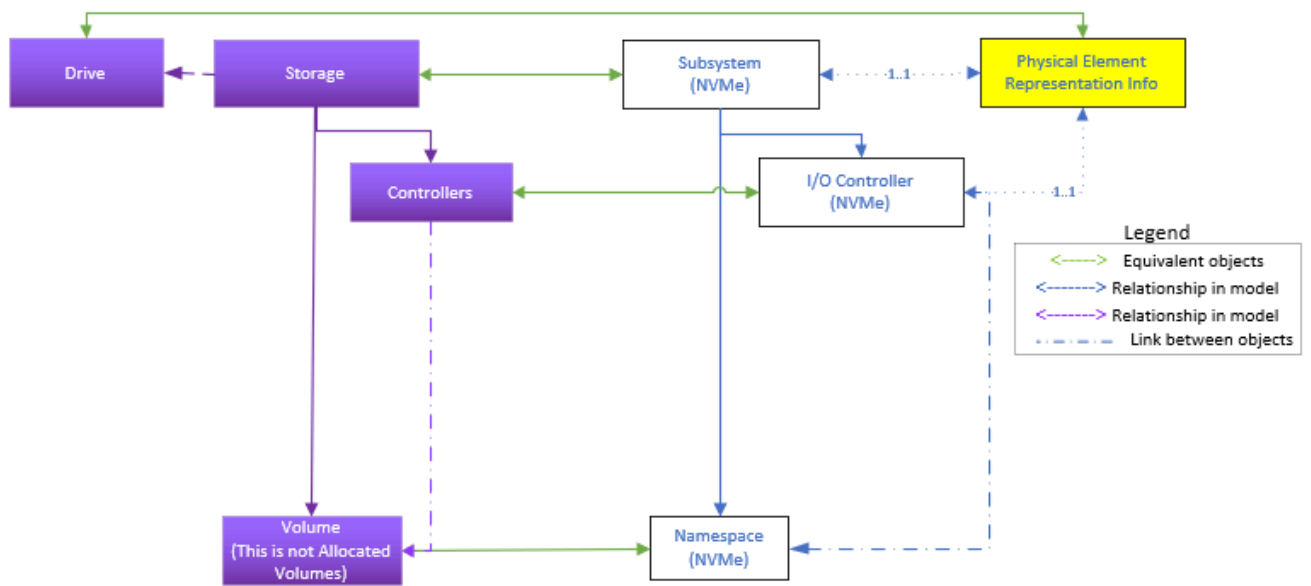 Drive
Storage
Subsystem
(NVMe)
1..1
Physical Element
Representation Info
Controllers
I/O Controller
(NVMe)
1..1
Legend
Equivalent objects
Relationship in model
Relationship in model
Link between objects
Volume
(This is not Allocated
Volumes)
Namespace
(NVMe)